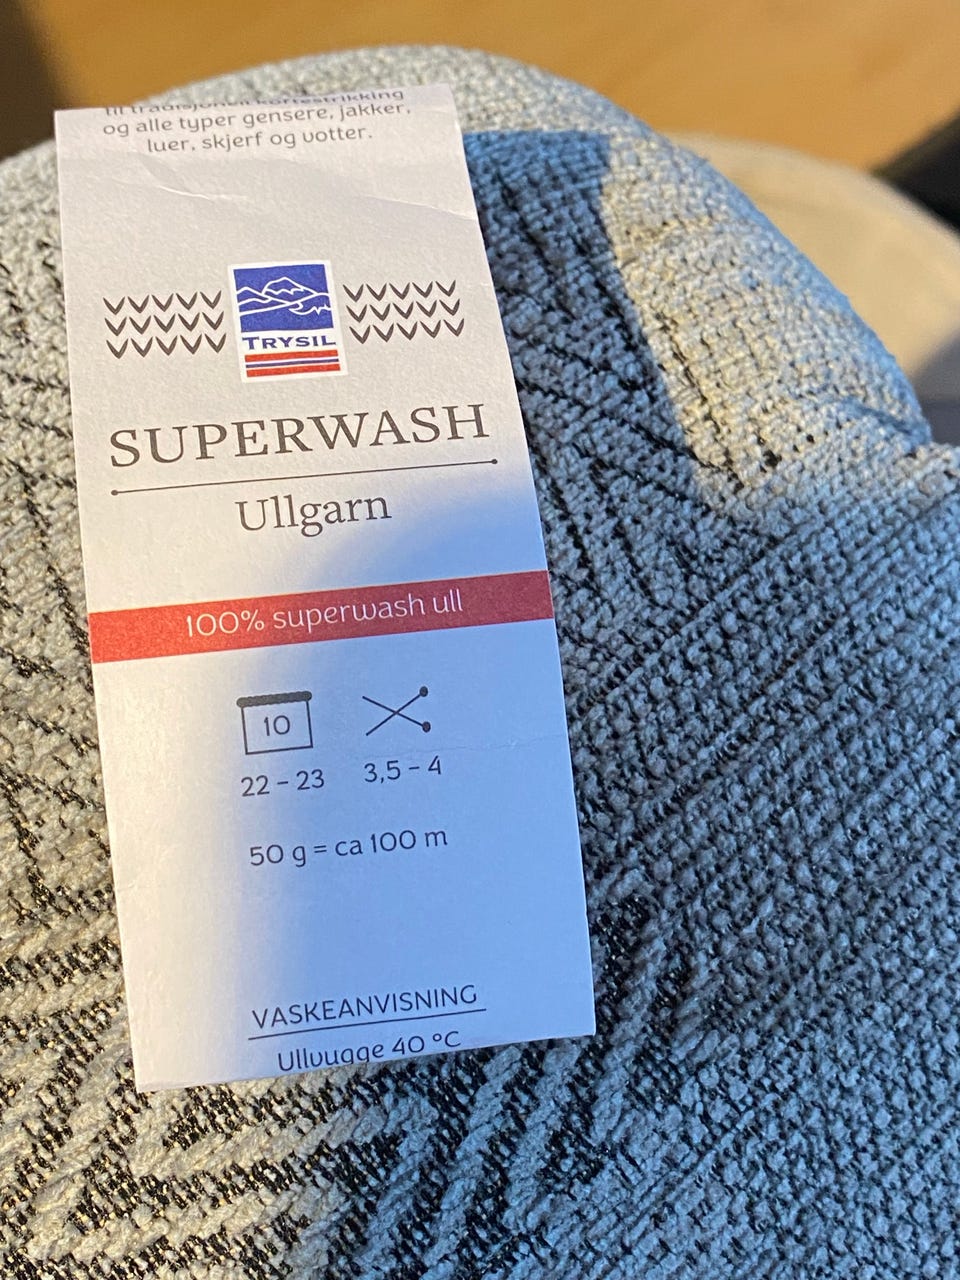 til tradisjonell kortestrikking
og alle typer gensere, jakker,
luer, skjerf og votter.
TRYSIL
SUPERWASH
Ullgarn
100% superwash ull
10
22 – 23 3,5 – 4
50 g = ca 100 m
VASKEANVISNING
Ullvugge 40 °C